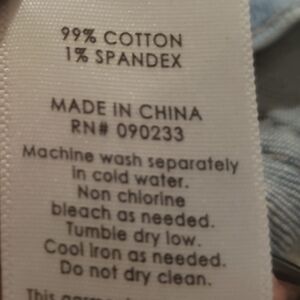 99% COTTON
1% SPANDEX
MADE IN CHINA
RN# 090233
Machine wash separately
in cold water.
Non chlorine
bleach as needed.
Tumble dry low.
Cool iron as needed.
Do not dry clean.
This